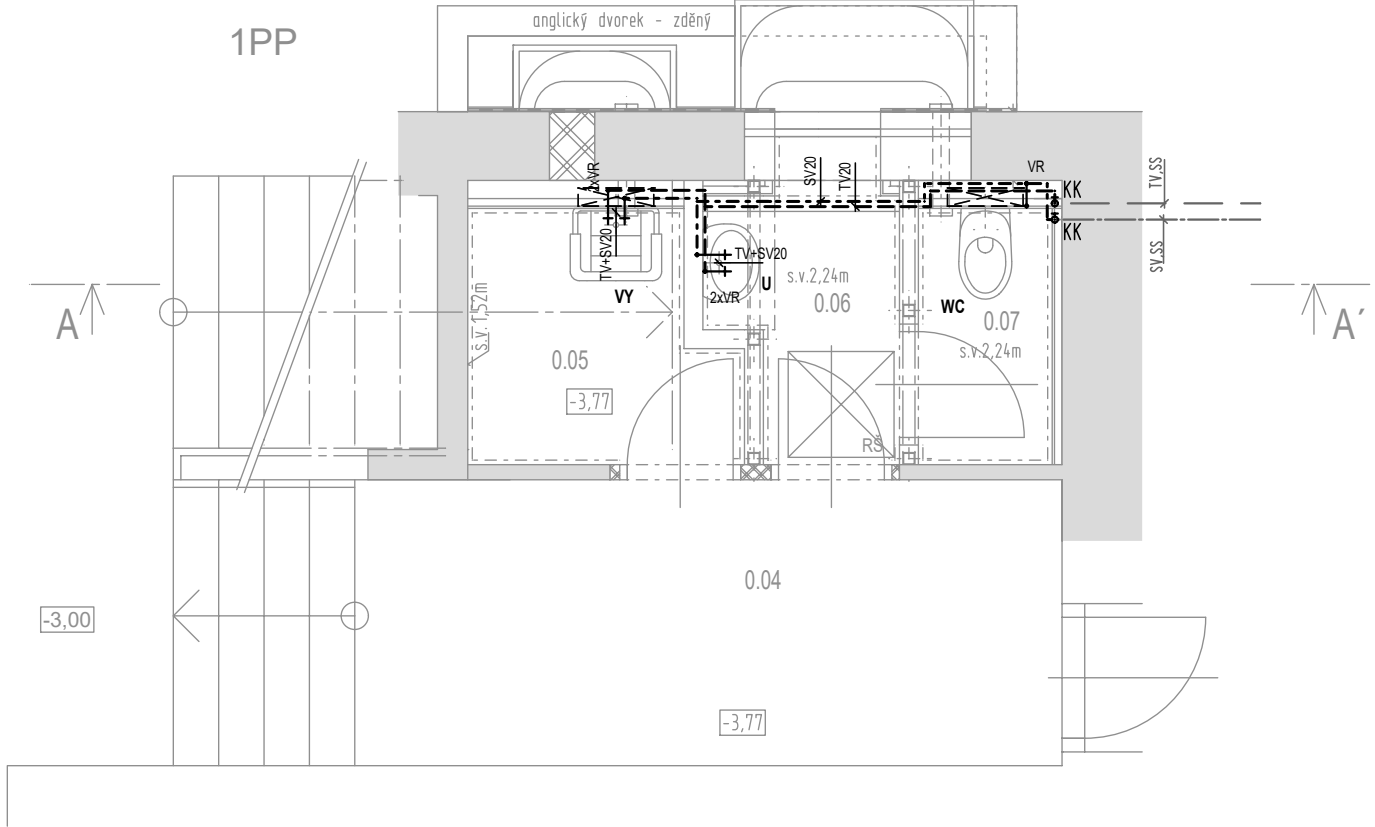 1PP
anglický dvorek - zděný
2xVR
SV20
TV20
VR
KK
TV,SS
KK
SV,SS
TV+SV20
TV+SV20
2xVR
U
VY
s.v.2,24m
0.06
WC
0.07
s.v.2,24m
A
A´
s.v. 1,52m
0.05
-3,77
RŠ
0.04
-3,00
-3,77